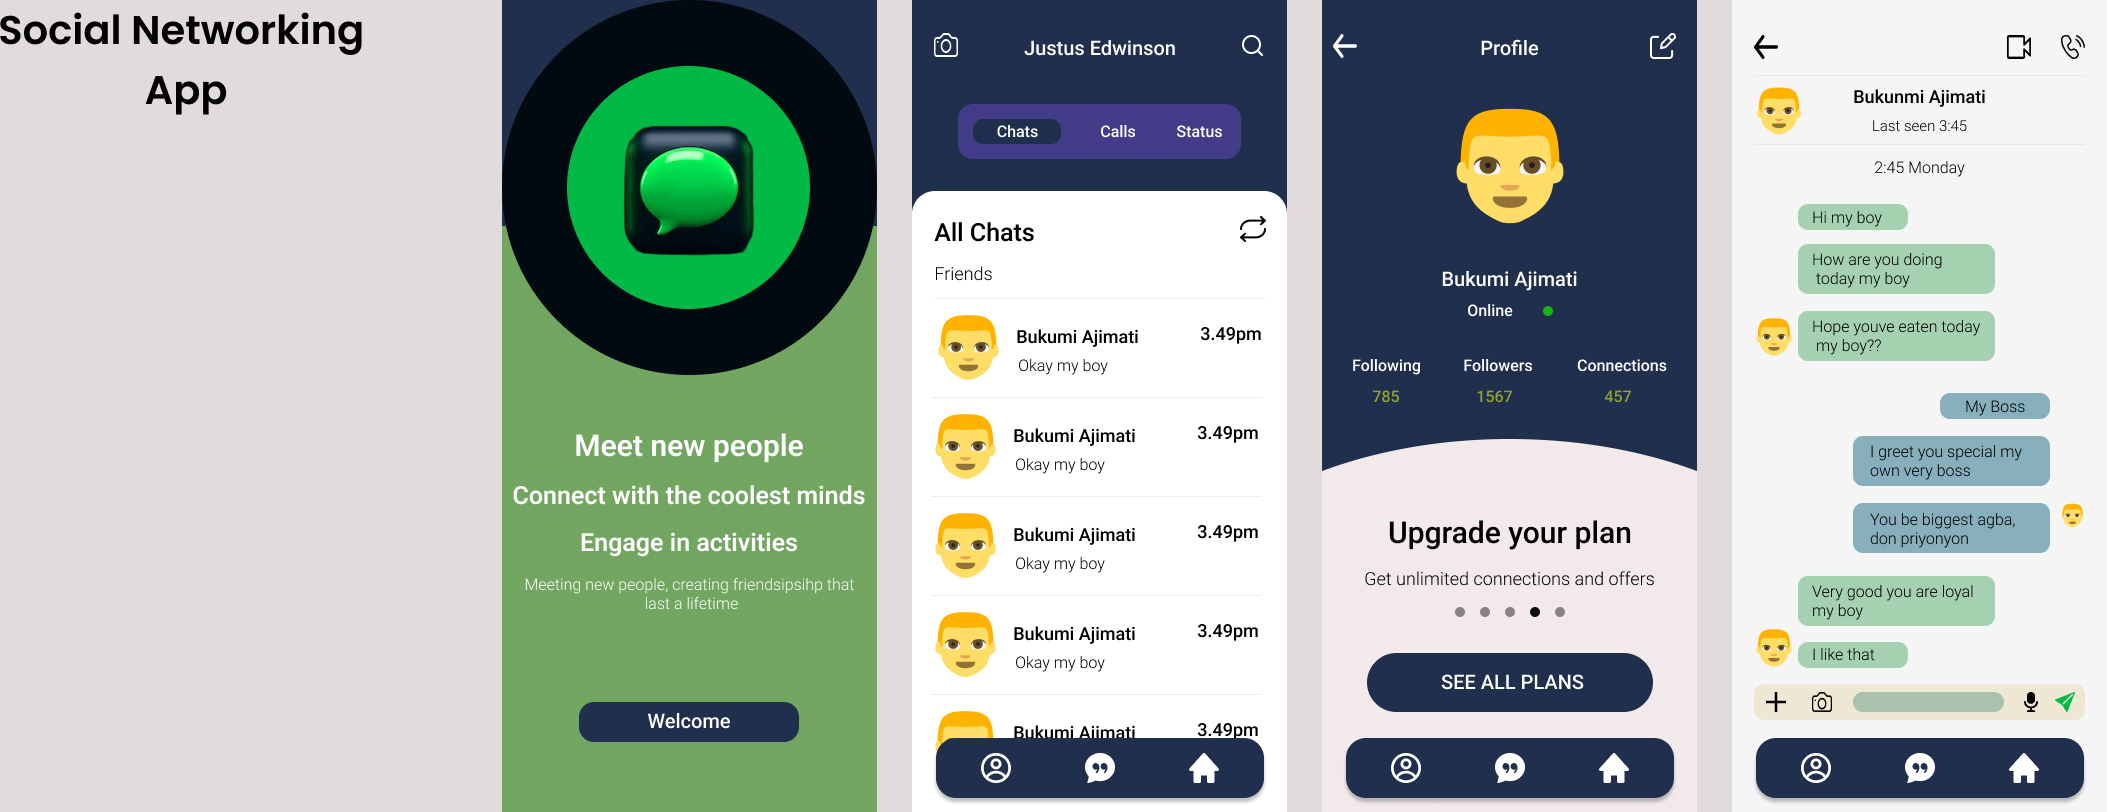 Social Networking
App
Meet new people
Connect with the coolest minds
Engage in activities
Meeting new people, creating friendsipsihp that
last a lifetime
Welcome
Justus Edwinson
Chats Calls Status
All Chats
Friends
Bukumi Ajimati 3.49pm
Okay my boy
Bukumi Ajimati 3.49pm
Okay my boy
Bukumi Ajimati 3.49pm
Okay my boy
Bukumi Ajimati 3.49pm
Okay my boy
Bukumi Ajimati 3.49pm
Profile
Bukumi Ajimati
Online
Following Followers Connections
785 1567 457
Upgrade your plan
Get unlimited connections and offers
SEE ALL PLANS
Bukunmi Ajimati
Last seen 3:45
2:45 Monday
Hi my boy
How are you doing
today my boy
Hope youve eaten today
my boy??
My Boss
I greet you special my
own very boss
You be biggest agba,
don priyonyon
Very good you are loyal
my boy
I like that